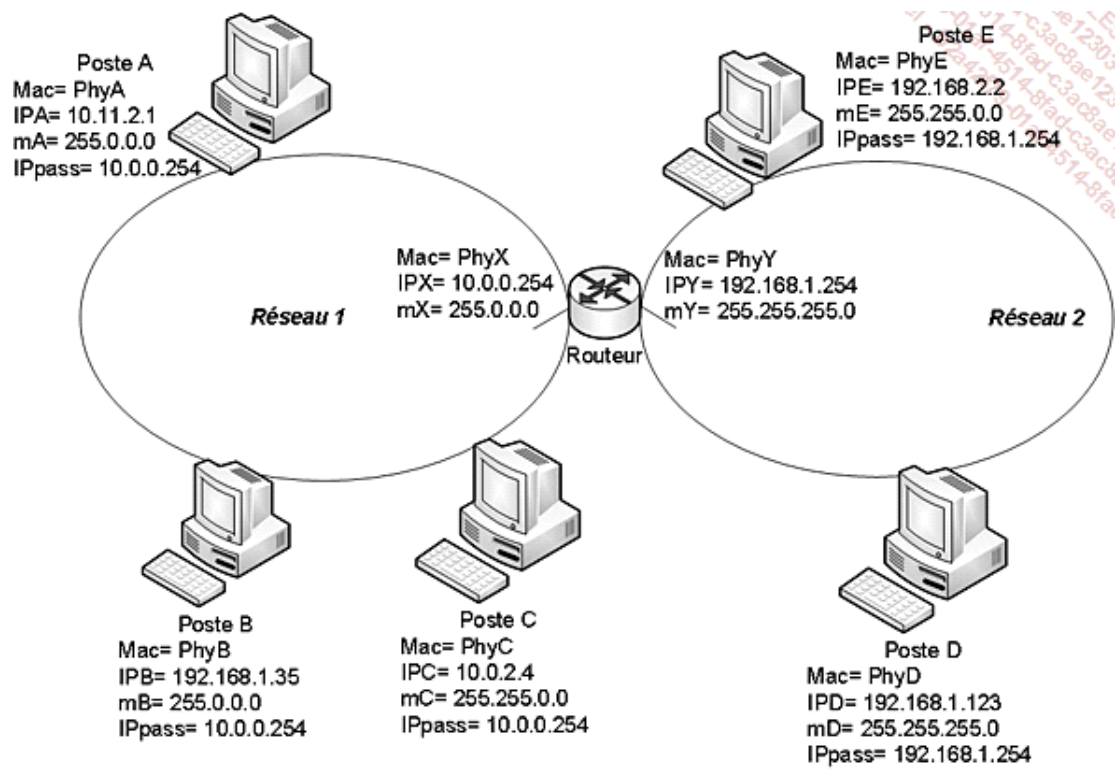 Poste A
Mac= PhyA
IPA= 10.11.2.1
mA= 255.0.0.0
IPpass= 10.0.0.254
Poste E
Mac= PhyE
IPE= 192.168.2.2
mE= 255.255.0.0
IPpass= 192.168.1.254
Mac= PhyX
IPX= 10.0.0.254
mX= 255.0.0.0
Mac= PhyY
IPY= 192.168.1.254
mY= 255.255.255.0
Réseau 1
Réseau 2
Routeur
Poste B
Mac= PhyB
IPB= 192.168.1.35
mB= 255.0.0.0
IPpass= 10.0.0.254
Poste C
Mac= PhyC
IPC= 10.0.2.4
mC= 255.255.0.0
IPpass= 10.0.0.254
Poste D
Mac= PhyD
IPD= 192.168.1.123
mD= 255.255.255.0
IPpass= 192.168.1.254